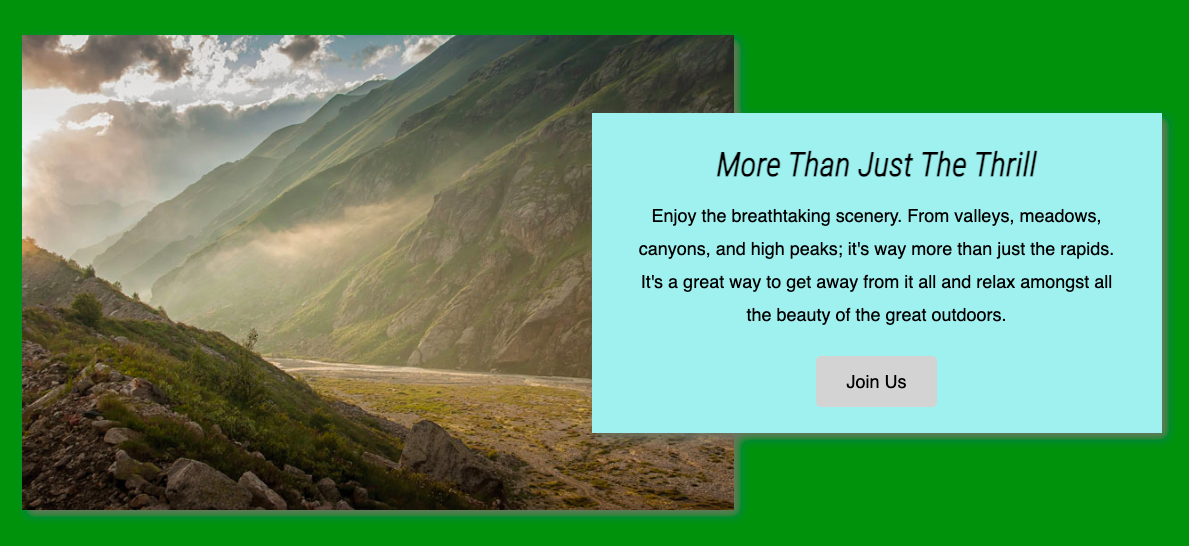 More Than Just The Thrill
Enjoy the breathtaking scenery. From valleys, meadows,
canyons, and high peaks; it's way more than just the rapids.
It's a great way to get away from it all and relax amongst all
the beauty of the great outdoors.
Join Us